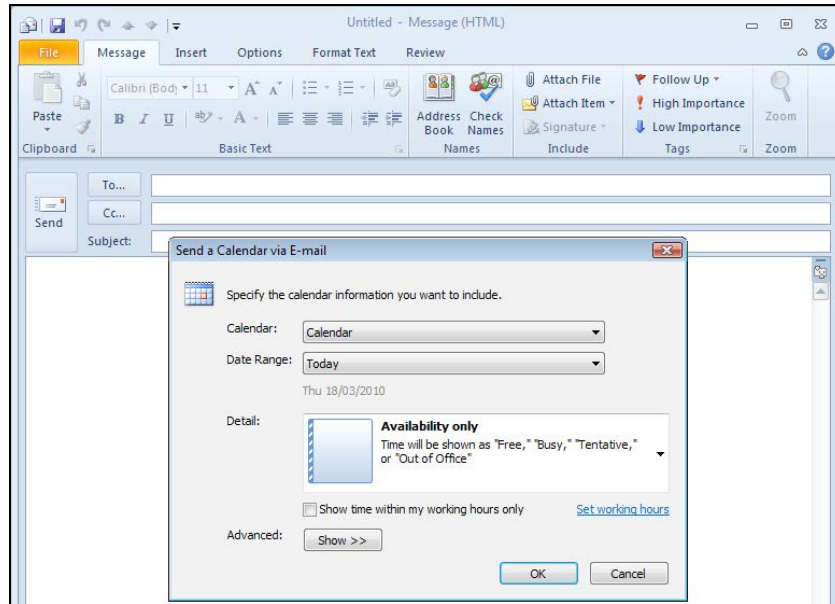 Untitled - Message (HTML)
File Message Insert Options Format Text Review
Paste
Clipboard
Calibri (Body 11
B I U
Basic Text
Address Book
Check Names
Names
Attach File
Attach Item
Signature
Include
Follow Up
High Importance
Low Importance
Tags
Zoom
Zoom
Send
To...
Cc...
Subject:
Send a Calendar via E-mail
Specify the calendar information you want to include.
Calendar: Calendar
Date Range: Today
Thu 18/03/2010
Detail: Availability only
Time will be shown as "Free," "Busy," "Tentative,"
or "Out of Office"
Show time within my working hours only Set working hours
Advanced: Show >>
OK Cancel